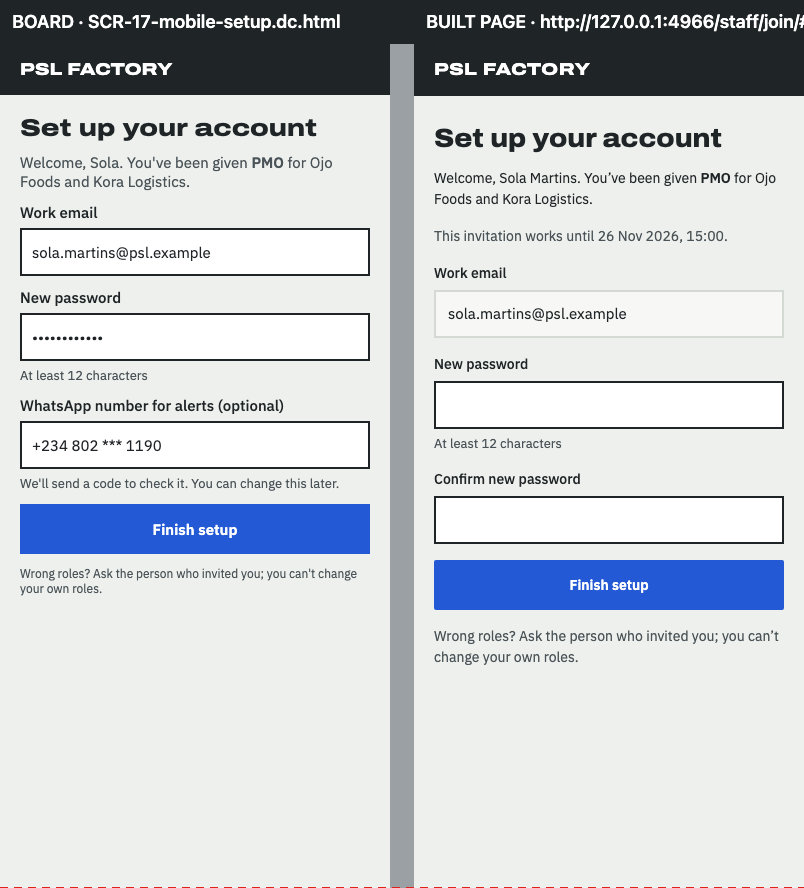 BOARD · SCR-17-mobile-setup.dc.html
PSL FACTORY
Set up your account
Welcome, Sola. You've been given PMO for Ojo
Foods and Kora Logistics.
Work email
sola.martins@psl.example
New password
••••••••••••
At least 12 characters
WhatsApp number for alerts (optional)
+234 802 *** 1190
We'll send a code to check it. You can change this later.
Finish setup
Wrong roles? Ask the person who invited you; you can't change
your own roles.
BUILT PAGE · http://127.0.0.1:4966/staff/join/#
PSL FACTORY
Set up your account
Welcome, Sola Martins. You’ve been given PMO for Ojo
Foods and Kora Logistics.
This invitation works until 26 Nov 2026, 15:00.
Work email
sola.martins@psl.example
New password
At least 12 characters
Confirm new password
Finish setup
Wrong roles? Ask the person who invited you; you can’t
change your own roles.